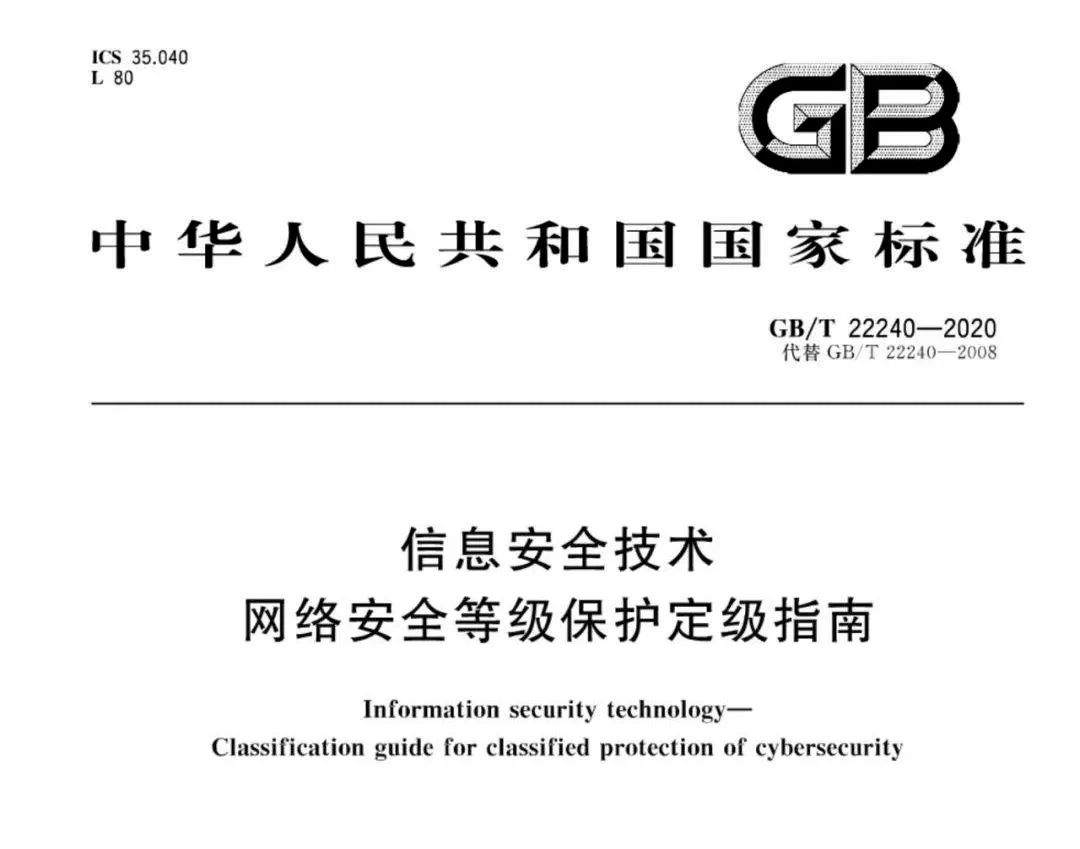 ICS 35.040
L 80
GB
中华人民共和国国家标准
GB/T 22240—2020
代替 GB/T 22240—2008
信息安全技术
网络安全等级保护定级指南
Information security technology—
Classification guide for classified protection of cybersecurity